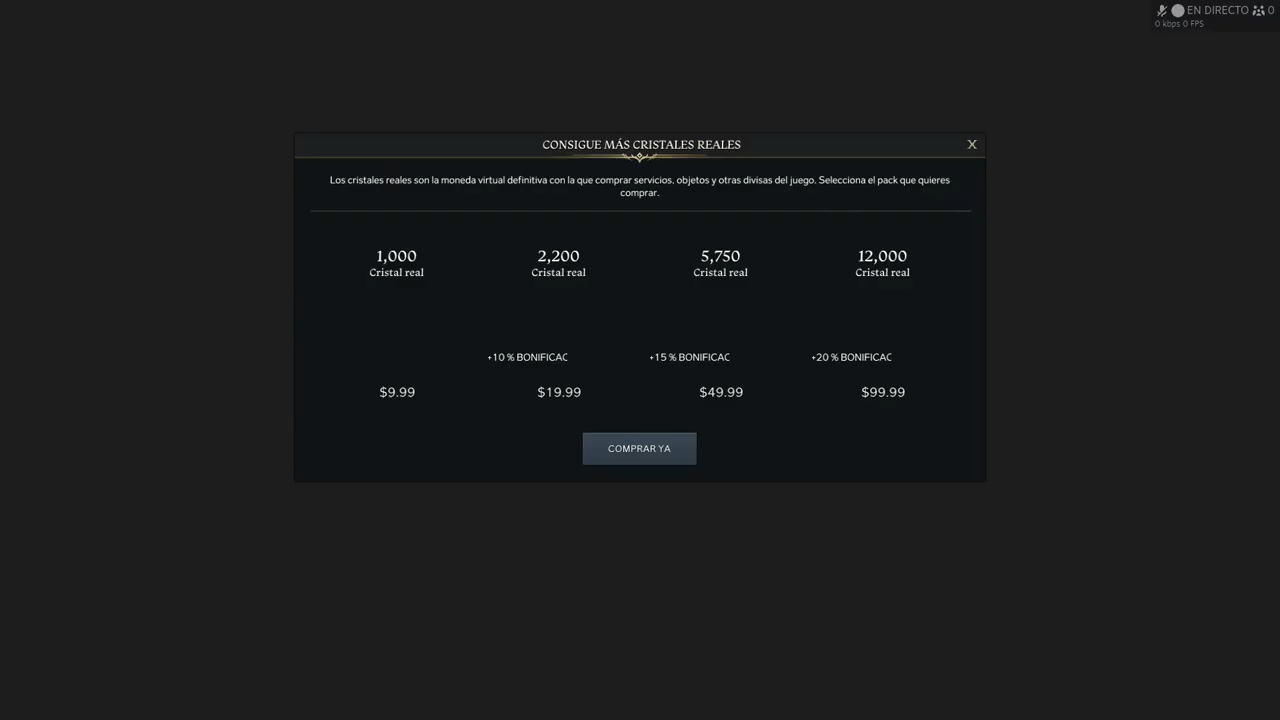 EN DIRECTO 0
0 kbps 0 FPS
CONSIGUE MÁS CRISTALES REALES
X
Los cristales reales son la moneda virtual definitiva con la que comprar servicios, objetos y otras divisas del juego. Selecciona el pack que quieres
comprar.
1,000 2,200 5,750 12,000
Cristal real Cristal real Cristal real Cristal real
+10 % BONIFICAC +15 % BONIFICAC +20 % BONIFICAC
$9.99 $19.99 $49.99 $99.99
COMPRAR YA